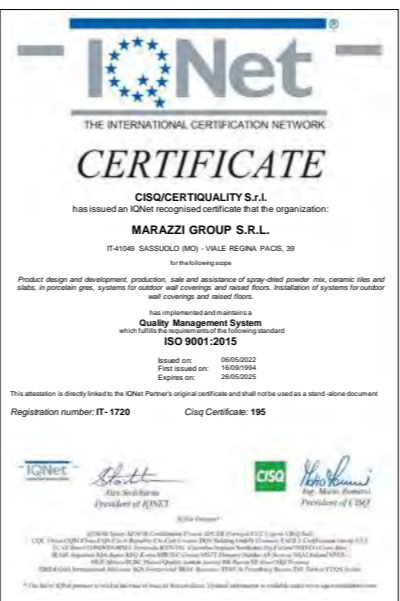 IQNet ®
THE INTERNATIONAL CERTIFICATION NETWORK
CERTIFICATE
CISQ/CERTIQUALITY S.r.l.
has issued an IQNet recognised certificate that the organization:
MARAZZI GROUP S.R.L.
IT-41049 SASSUOLO (MO) - VIALE REGINA PACIS, 39
for the following scope
Product design and development, production, sale and assistance of spray-dried powder mix, ceramic tiles and
slabs, in porcelain gres, systems for outdoor wall coverings and raised floors. Installation of systems for outdoor
wall coverings and raised floors.
has implemented and maintains a
Quality Management System
which fulfills the requirements of the following standard
ISO 9001:2015
Issued on: 06/05/2022
First issued on: 16/09/1994
Expires on: 26/05/2025
This attestation is directly linked to the IQNet Partner's original certificate and shall not be used as a stand -alone document
Registration number: IT- 1720 Cisq Certificate: 195
IQNet
CISQ
President of IQNET
Ing. Mario Romersi
President of CISQ